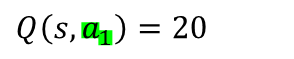 Q(s, a₁) = 20